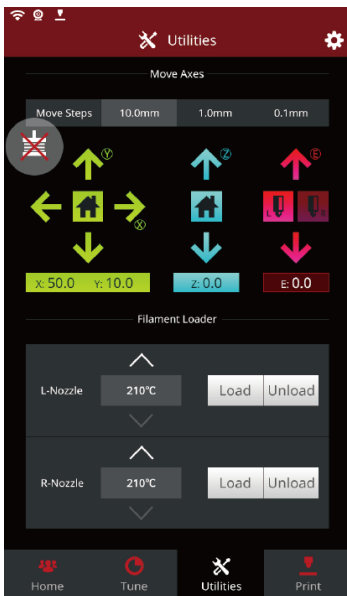 Utilities
Move Axes
Move Steps 10.0mm 1.0mm 0.1mm
Y Z E
L R
X
X: 50.0 Y: 10.0 Z: 0.0 E: 0.0
Filament Loader
L-Nozzle 210°C Load Unload
R-Nozzle 210°C Load Unload
Home Tune Utilities Print